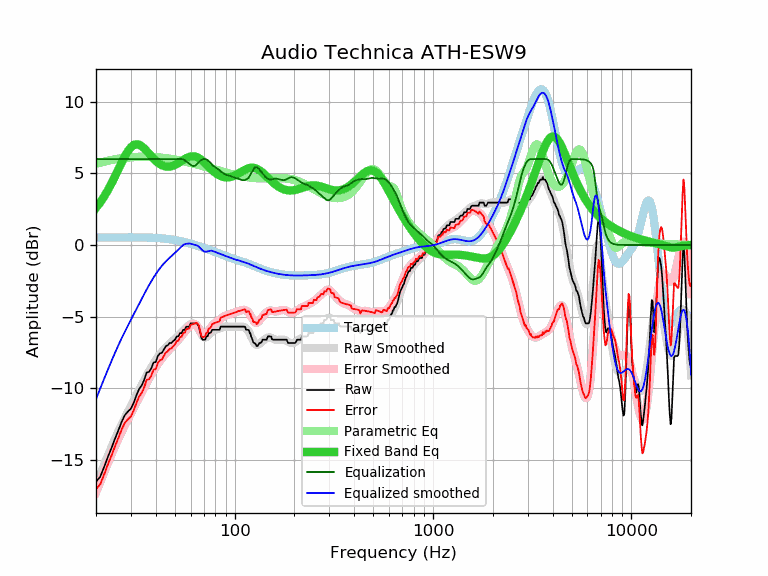 Audio Technica ATH-ESW9
Amplitude (dBr)
10
5
0
−5
−10
−15
Target
Raw Smoothed
Error Smoothed
Raw
Error
Parametric Eq
Fixed Band Eq
Equalization
Equalized smoothed
100 1000 10000
Frequency (Hz)